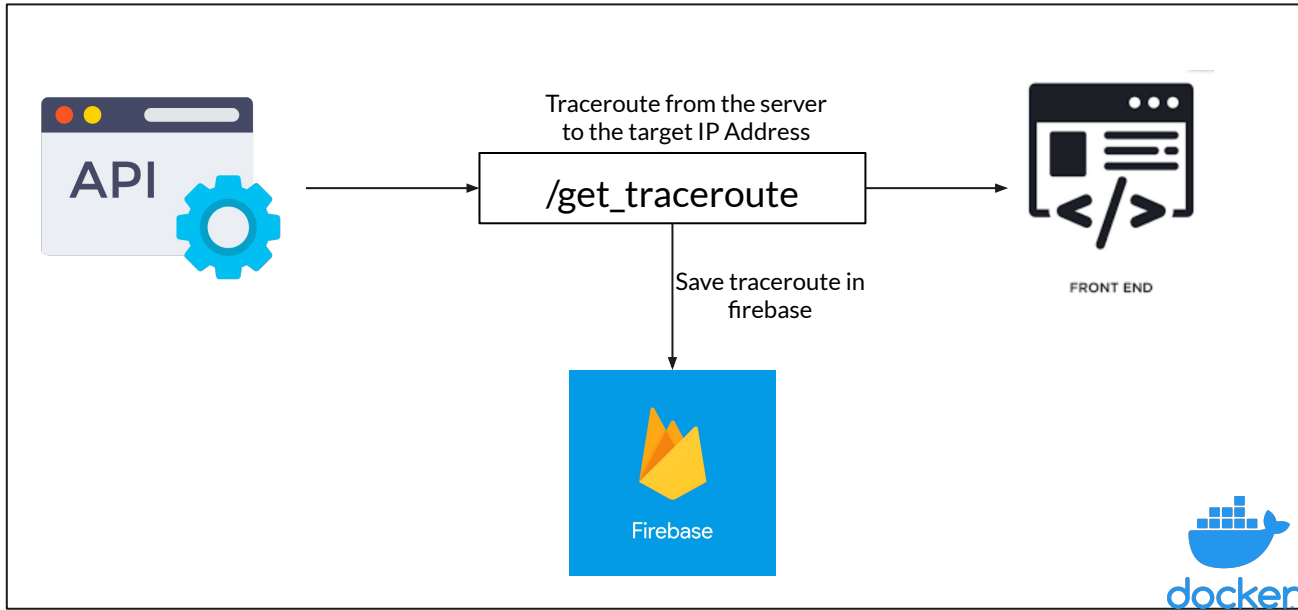 Traceroute from the server
to the target IP Address
API
/get_traceroute
</>
FRONT END
Save traceroute in
firebase
Firebase
docker